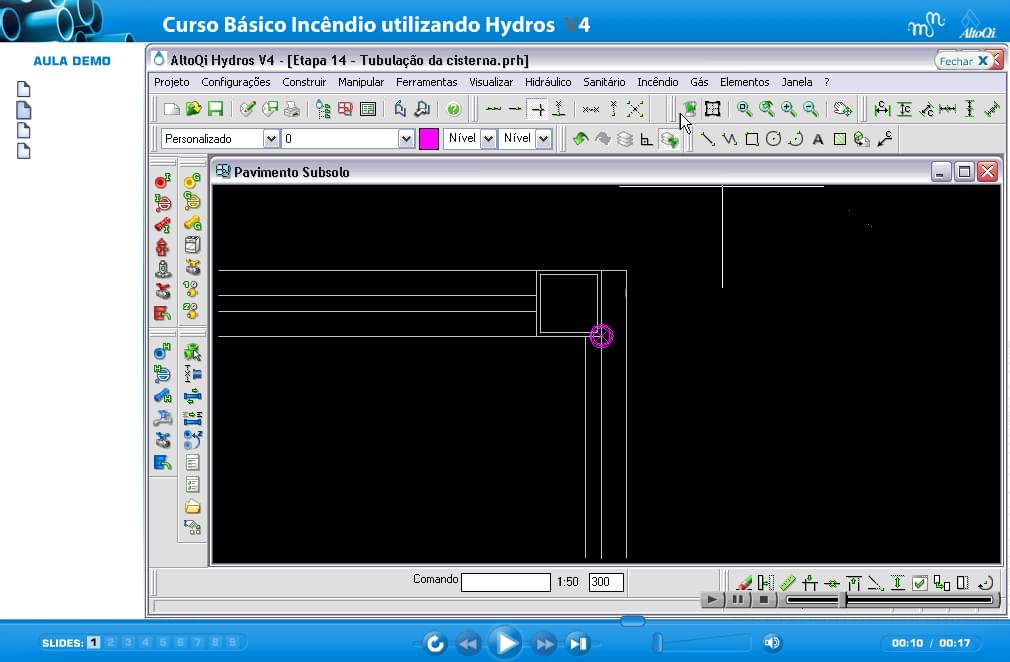 Curso Básico Incêndio utilizando Hydros V4
AltoQi
AULA DEMO
AltoQi Hydros V4 - [Etapa 14 - Tubulação da cisterna.prh]
Fechar X
Projeto Configurações Construir Manipular Ferramentas Visualizar Hidráulico Sanitário Incêndio Gás Elementos Janela ?
Personalizado 0 Nível Nível
Pavimento Subsolo
Comando 1:50 300
SLIDES: 1 2 3 4 5 6 7 8 9
00:10 / 00:17